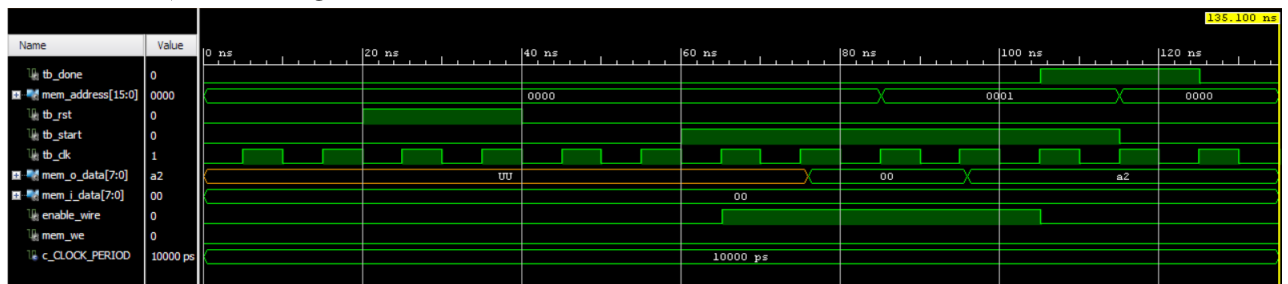 135.100 ns
Name Value 0 ns 20 ns 40 ns 60 ns 80 ns 100 ns 120 ns
tb_done 0
mem_address[15:0] 0000 0000 0001 0000
tb_rst 0
tb_start 0
tb_clk 1
mem_o_data[7:0] a2 UU 00 a2
mem_i_data[7:0] 00 00
enable_wire 0
mem_we 0
c_CLOCK_PERIOD 10000 ps 10000 ps